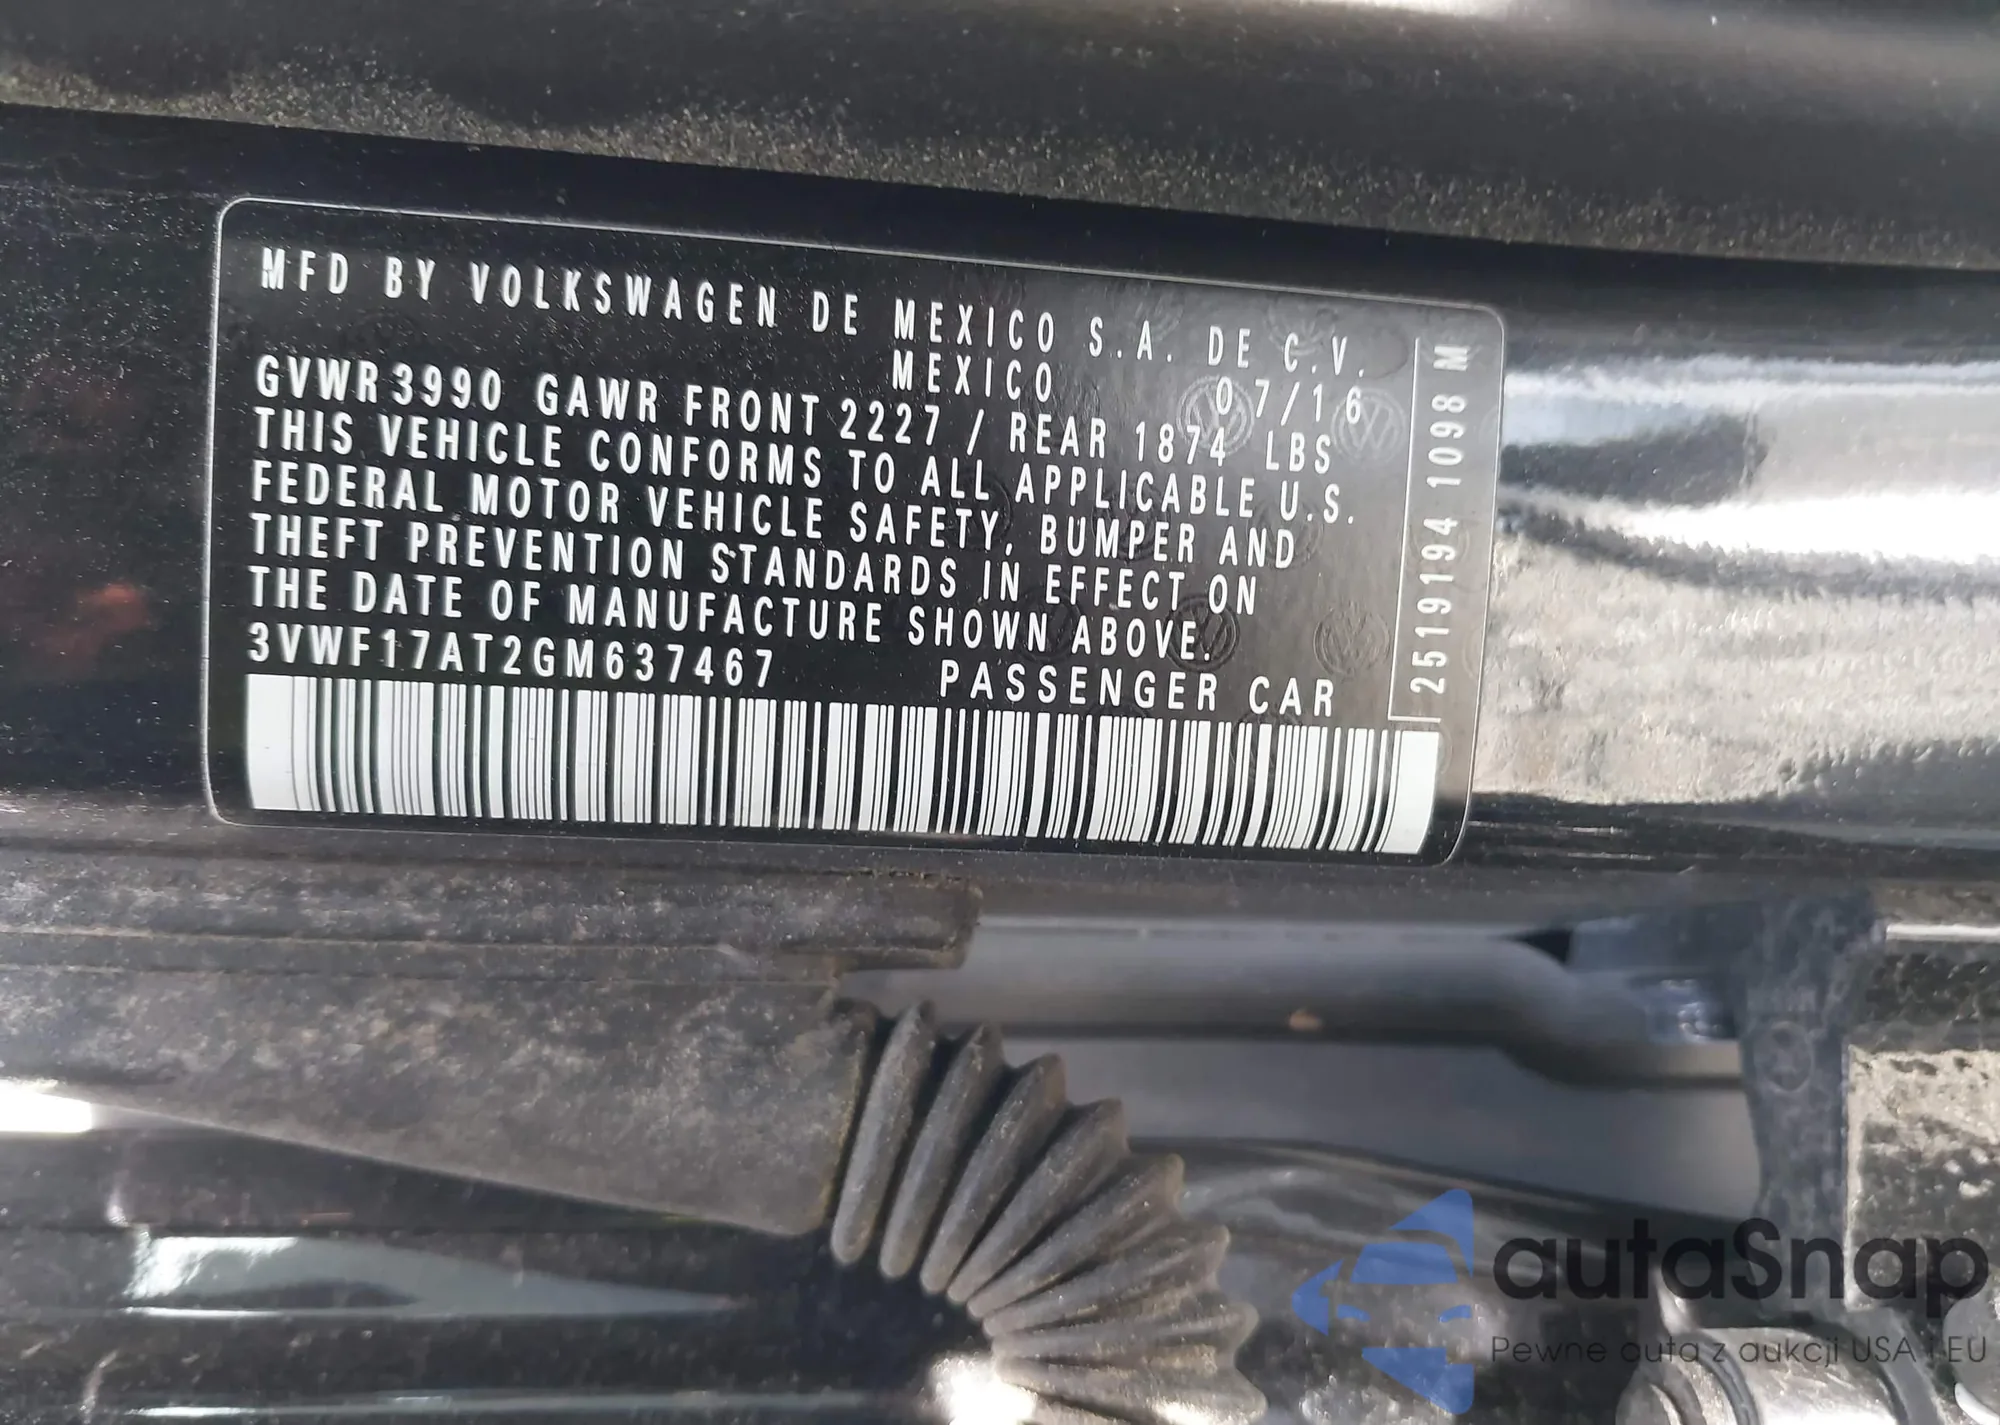 MFD BY VOLKSWAGEN DE MEXICO S.A. DE C.V.
MEXICO 07/16
GVWR 3990 GAWR FRONT 2227 / REAR 1874 LBS
THIS VEHICLE CONFORMS TO ALL APPLICABLE U.S.
FEDERAL MOTOR VEHICLE SAFETY, BUMPER AND
THEFT PREVENTION STANDARDS IN EFFECT ON
THE DATE OF MANUFACTURE SHOWN ABOVE.
3VWF17AT2GM637467 PASSENGER CAR
2519194 1098 M
autaSnap
Pewne auta z aukcji USA i EU